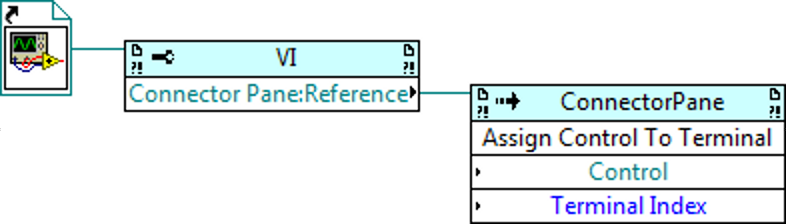 VI
Connector Pane:Reference
ConnectorPane
Assign Control To Terminal
Control
Terminal Index